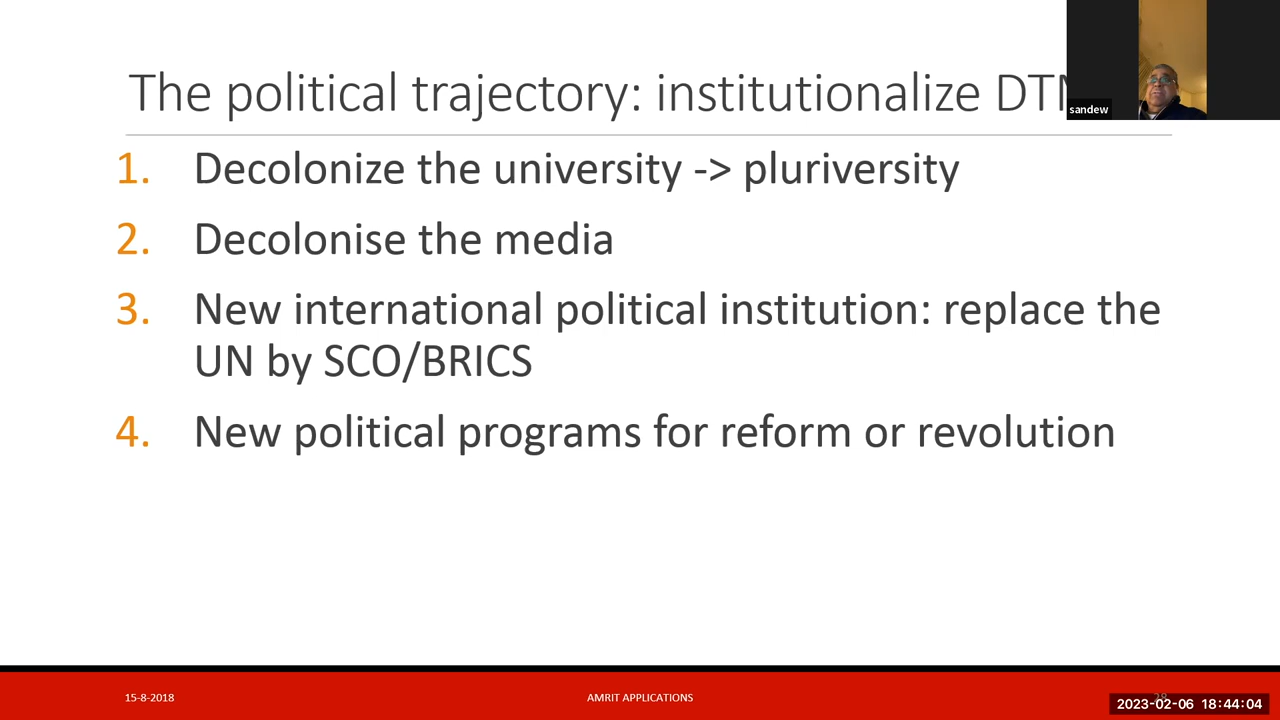 The political trajectory: institutionalize
sandew
1. Decolonize the university -> pluriversity
2. Decolonise the media
3. New international political institution: replace the
UN by SCO/BRICS
4. New political programs for reform or revolution
15-8-2018
AMRIT APPLICATIONS
2023-02-06 18:44:04